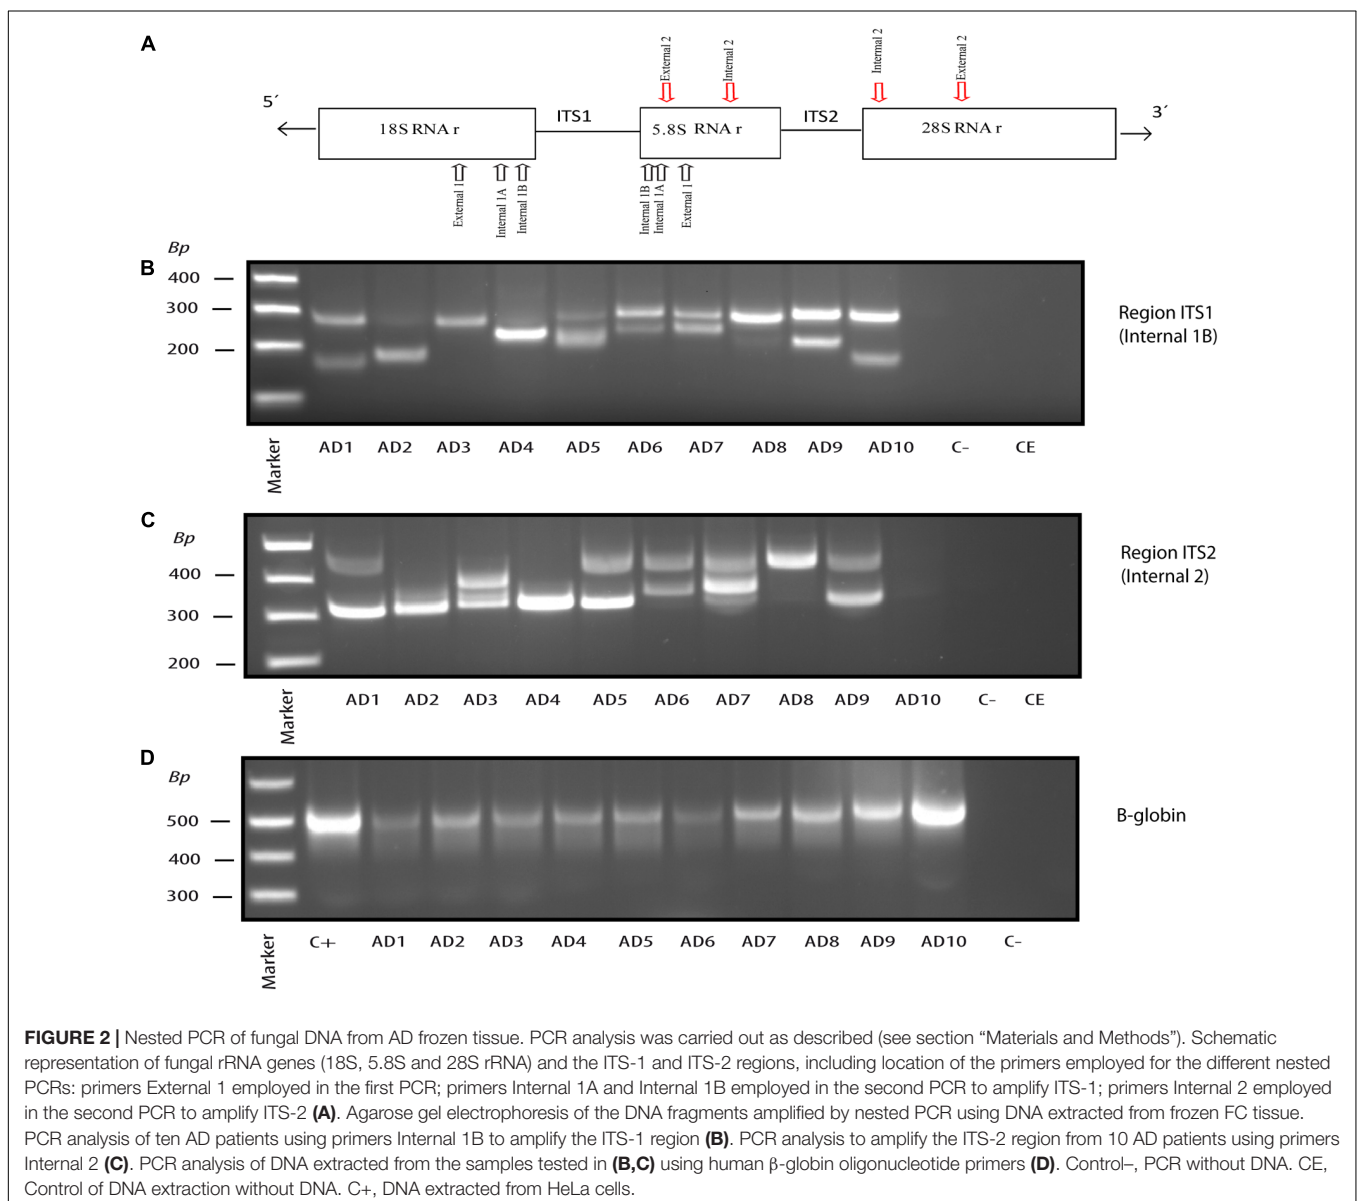 A
External 2
Internal 2
Internal 2
External 2
5´
3´
ITS1
ITS2
18S RNA r
5.8S RNA r
28S RNA r
External 1
Internal 1A
Internal 1B
Internal 1B
Internal 1A
External 1
B
Bp
400
300
200
Region ITS1
(Internal 1B)
Marker
AD1 AD2 AD3 AD4 AD5 AD6 AD7 AD8 AD9 AD10 C- CE
C
Bp
400
300
200
Region ITS2
(Internal 2)
Marker
AD1 AD2 AD3 AD4 AD5 AD6 AD7 AD8 AD9 AD10 C- CE
D
Bp
500
400
300
B-globin
Marker
C+ AD1 AD2 AD3 AD4 AD5 AD6 AD7 AD8 AD9 AD10 C-
FIGURE 2 | Nested PCR of fungal DNA from AD frozen tissue. PCR analysis was carried out as described (see section “Materials and Methods”). Schematic
representation of fungal rRNA genes (18S, 5.8S and 28S rRNA) and the ITS-1 and ITS-2 regions, including location of the primers employed for the different nested
PCRs: primers External 1 employed in the first PCR; primers Internal 1A and Internal 1B employed in the second PCR to amplify ITS-1; primers Internal 2 employed
in the second PCR to amplify ITS-2 (A). Agarose gel electrophoresis of the DNA fragments amplified by nested PCR using DNA extracted from frozen FC tissue.
PCR analysis of ten AD patients using primers Internal 1B to amplify the ITS-1 region (B). PCR analysis to amplify the ITS-2 region from 10 AD patients using primers
Internal 2 (C). PCR analysis of DNA extracted from the samples tested in (B,C) using human β-globin oligonucleotide primers (D). Control–, PCR without DNA. CE,
Control of DNA extraction without DNA. C+, DNA extracted from HeLa cells.